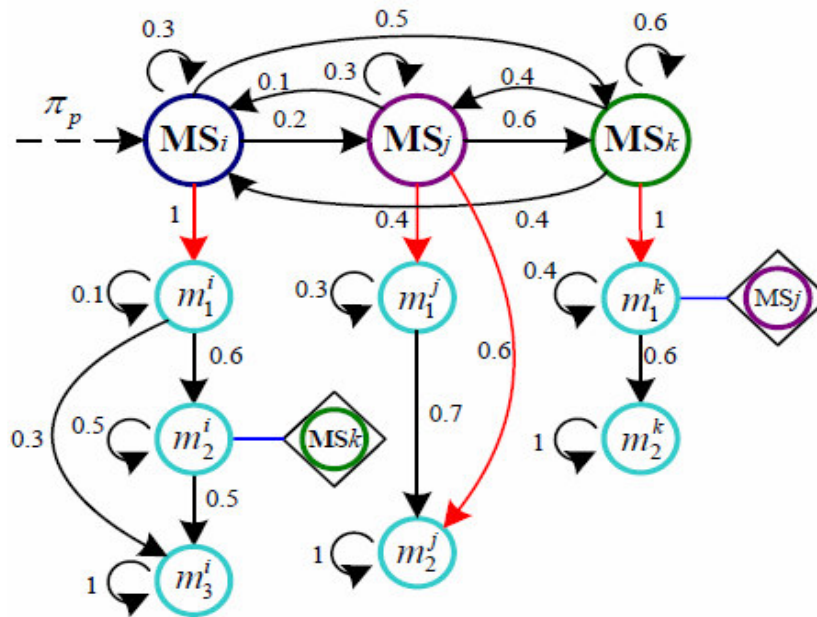 0.5
0.3 0.6
0.1 0.3 0.4
π_p
MS_i 0.2 MS_j 0.6 MS_k
1 0.4 0.4 1
0.1 m_1^i 0.3 m_1^j 0.4 m_1^k MS_j
0.6 0.6 0.6
0.3 0.5 m_2^i MSk 0.7 1 m_2^k
0.5
1 m_3^i 1 m_2^j